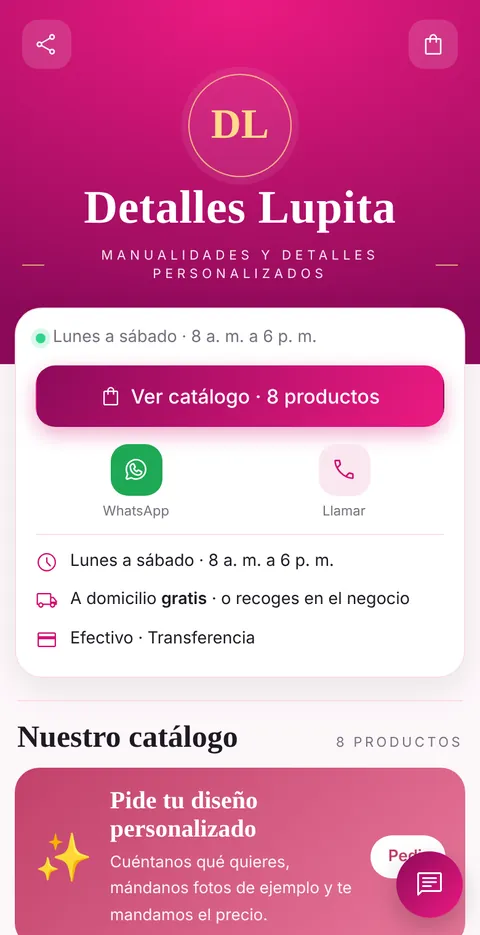 DL
Detalles Lupita
MANUALIDADES Y DETALLES
PERSONALIZADOS
Lunes a sábado · 8 a. m. a 6 p. m.
Ver catálogo · 8 productos
WhatsApp
Llamar
Lunes a sábado · 8 a. m. a 6 p. m.
A domicilio gratis · o recoges en el negocio
Efectivo · Transferencia
Nuestro catálogo
8 PRODUCTOS
Pide tu diseño
personalizado
Cuéntanos qué quieres,
mándanos fotos de ejemplo y te
mandamos el precio.